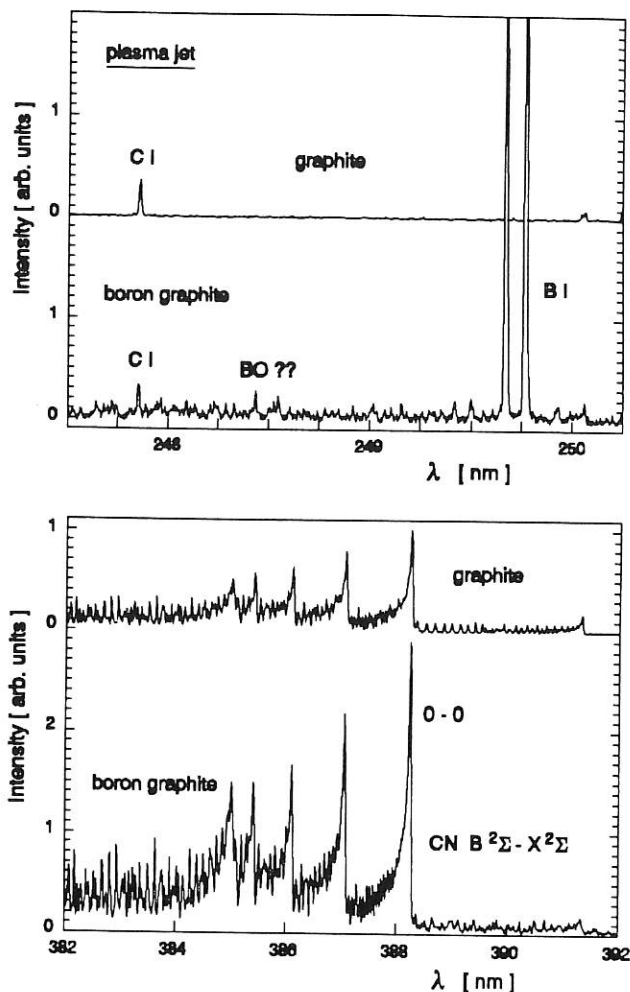 plasma jet
Intensity [ arb. units ]
1
C I
graphite
0
boron graphite
1
B I
C I
BO ??
0
248
249
250
λ [ nm ]
1
graphite
0
Intensity [ arb. units ]
2
0 - 0
boron graphite
1
CN B ²Σ - X ²Σ
0
382
384
386
388
390
392
λ [ nm ]